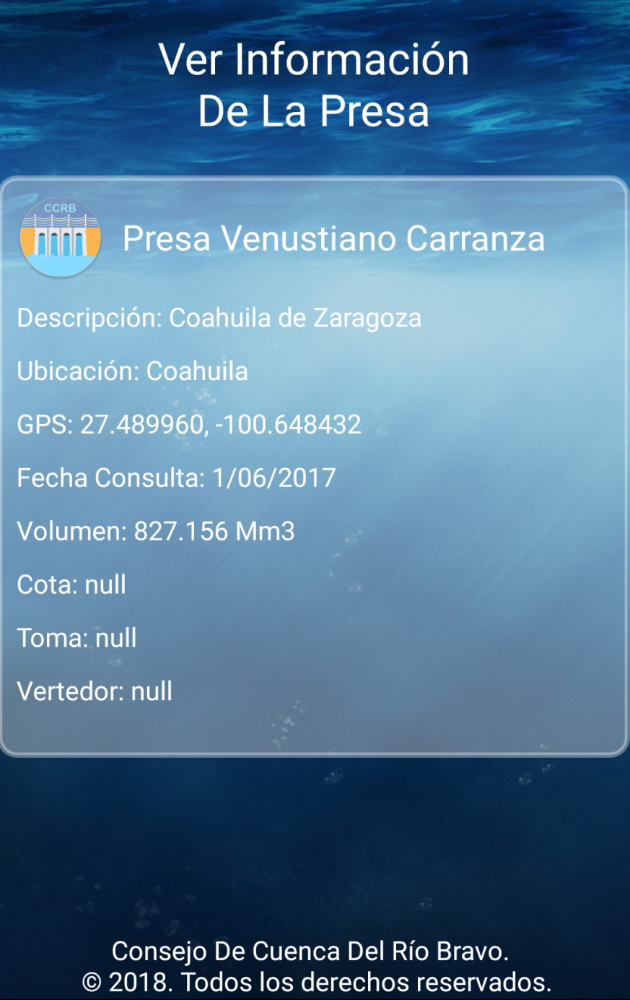 Ver Información
De La Presa
CCRB
Presa Venustiano Carranza
Descripción: Coahuila de Zaragoza
Ubicación: Coahuila
GPS: 27.489960, -100.648432
Fecha Consulta: 1/06/2017
Volumen: 827.156 Mm3
Cota: null
Toma: null
Vertedor: null
Consejo De Cuenca Del Río Bravo.
© 2018. Todos los derechos reservados.